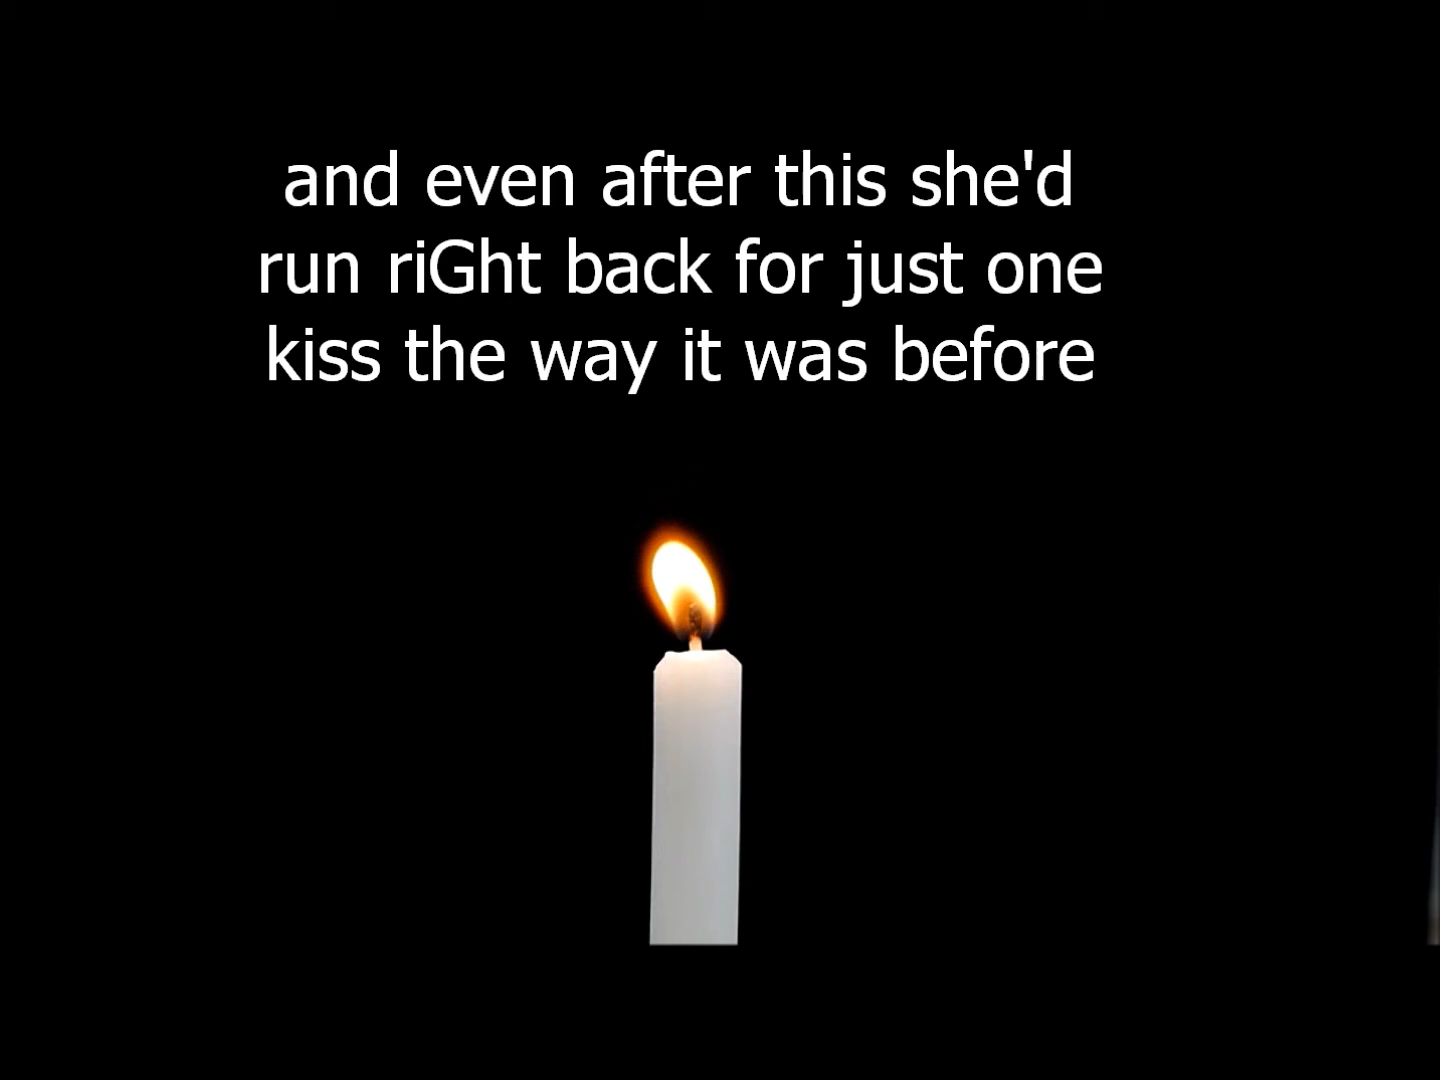 and even after this she'd
run riGht back for just one
kiss the way it was before